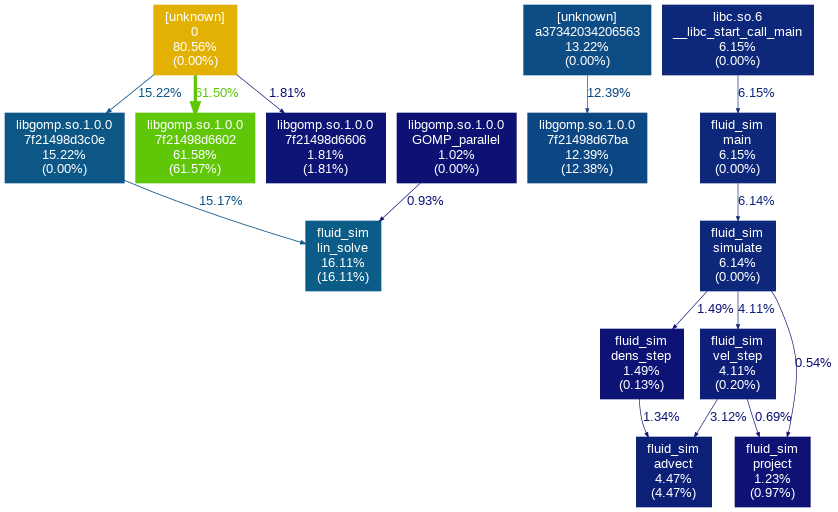 [unknown]
0
80.56%
(0.00%)
[unknown]
a37342034206563
13.22%
(0.00%)
libc.so.6
__libc_start_call_main
6.15%
(0.00%)
15.22%
61.50%
1.81%
12.39%
6.15%
libgomp.so.1.0.0
7f21498d3c0e
15.22%
(0.00%)
libgomp.so.1.0.0
7f21498d6602
61.58%
(61.57%)
libgomp.so.1.0.0
7f21498d6606
1.81%
(1.81%)
libgomp.so.1.0.0
GOMP_parallel
1.02%
(0.00%)
libgomp.so.1.0.0
7f21498d67ba
12.39%
(12.38%)
fluid_sim
main
6.15%
(0.00%)
15.17%
0.93%
6.14%
fluid_sim
lin_solve
16.11%
(16.11%)
fluid_sim
simulate
6.14%
(0.00%)
1.49%
4.11%
0.54%
fluid_sim
dens_step
1.49%
(0.13%)
fluid_sim
vel_step
4.11%
(0.20%)
1.34%
3.12%
0.69%
fluid_sim
advect
4.47%
(4.47%)
fluid_sim
project
1.23%
(0.97%)